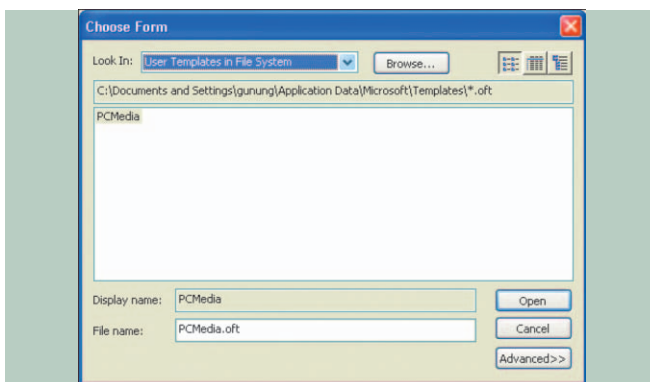 Choose Form
Look In: User Templates in File System Browse...
C:\Documents and Settings\gunung\Application Data\Microsoft\Templates\*.oft
PCMedia
Display name: PCMedia Open
File name: PCMedia.oft Cancel
Advanced>>